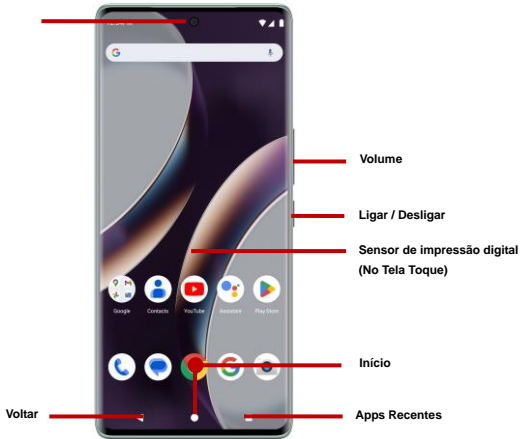 Volume
Ligar / Desligar
Sensor de impressão digital
(No Tela Toque)
Google
Contacts
YouTube
Assistant
Play Store
Início
Voltar
Apps Recentes